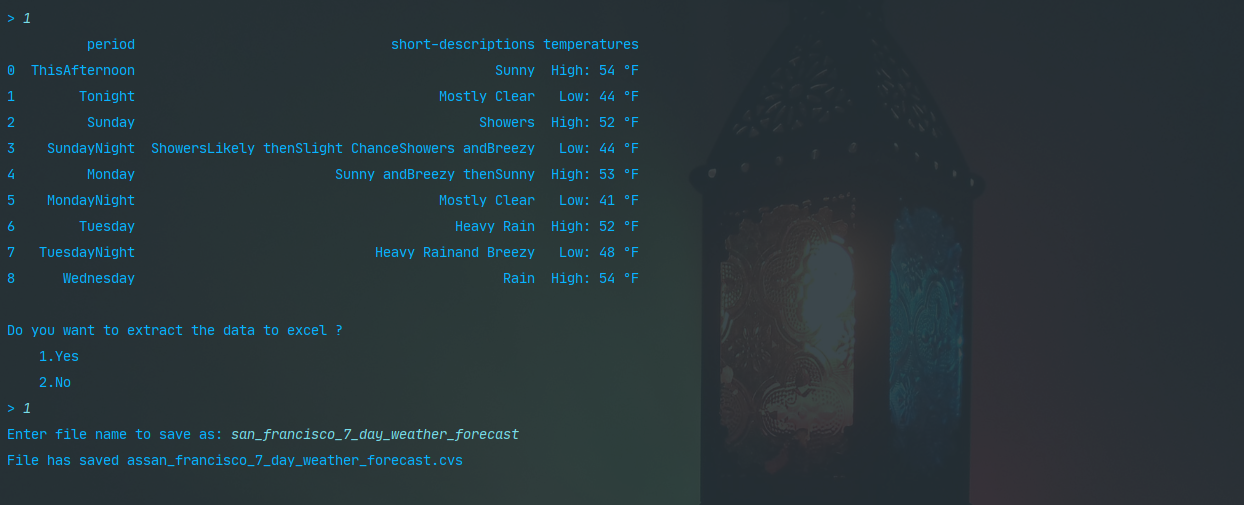 > 1
period short-descriptions temperatures
0 ThisAfternoon Sunny High: 54 °F
1 Tonight Mostly Clear Low: 44 °F
2 Sunday Showers High: 52 °F
3 SundayNight ShowersLikely thenSlight ChanceShowers andBreezy Low: 44 °F
4 Monday Sunny andBreezy thenSunny High: 53 °F
5 MondayNight Mostly Clear Low: 41 °F
6 Tuesday Heavy Rain High: 52 °F
7 TuesdayNight Heavy Rainand Breezy Low: 48 °F
8 Wednesday Rain High: 54 °F
Do you want to extract the data to excel ?
1.Yes
2.No
> 1
Enter file name to save as: san_francisco_7_day_weather_forecast
File has saved assan_francisco_7_day_weather_forecast.cvs